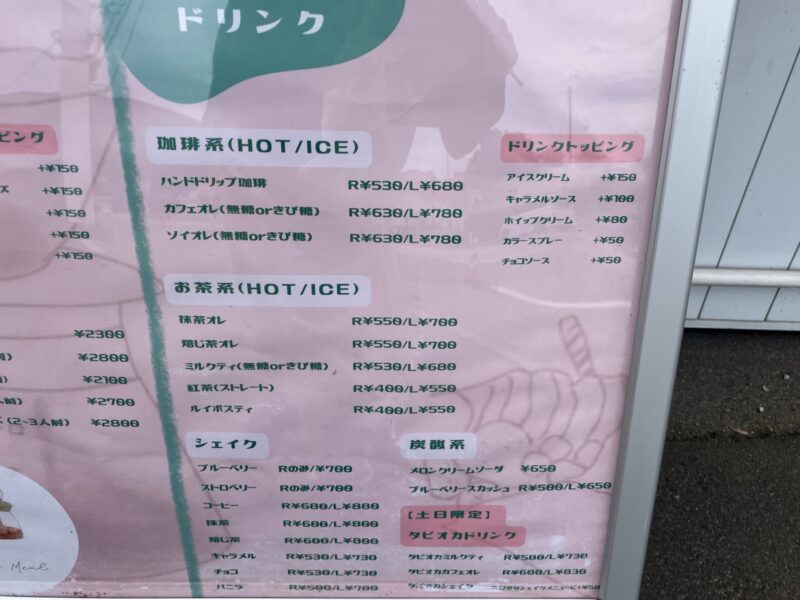 ドリンク
ピング
+¥150
ズ +¥150
+¥150
+¥150
+¥150
¥2300
¥2800
¥2100
¥2700
(2~3人前) ¥2800
珈琲系(HOT/ICE)
ハンドドリップ珈琲 R¥530/L¥680
カフェオレ(無糖orきび糖) R¥630/L¥780
ソイオレ(無糖orきび糖) R¥630/L¥780
お茶系(HOT/ICE)
抹茶オレ R¥550/L¥700
焙じ茶オレ R¥550/L¥700
ミルクティ(無糖orきび糖) R¥530/L¥680
紅茶(ストレート) R¥400/L¥550
ルイボスティ R¥400/L¥550
シェイク
ブルーベリー Rのみ/¥700
ストロベリー Rのみ/¥700
コーヒー R¥680/L¥880
抹茶 R¥600/L¥800
焙じ茶 R¥600/L¥800
キャラメル R¥530/L¥730
チョコ R¥530/L¥730
バニラ R¥500/L¥700
ドリンクトッピング
アイスクリーム +¥150
キャラメルソース +¥100
ホイップクリーム +¥80
カラースプレー +¥50
チョコソース +¥50
炭酸系
メロンクリームソーダ ¥650
ブルーベリースカッシュ R¥500/L¥650
[土日限定]
タピオカドリンク
タピオカミルクティ R¥580/L¥730
タピオカカフェオレ R¥680/L¥830
タピオカシェイク